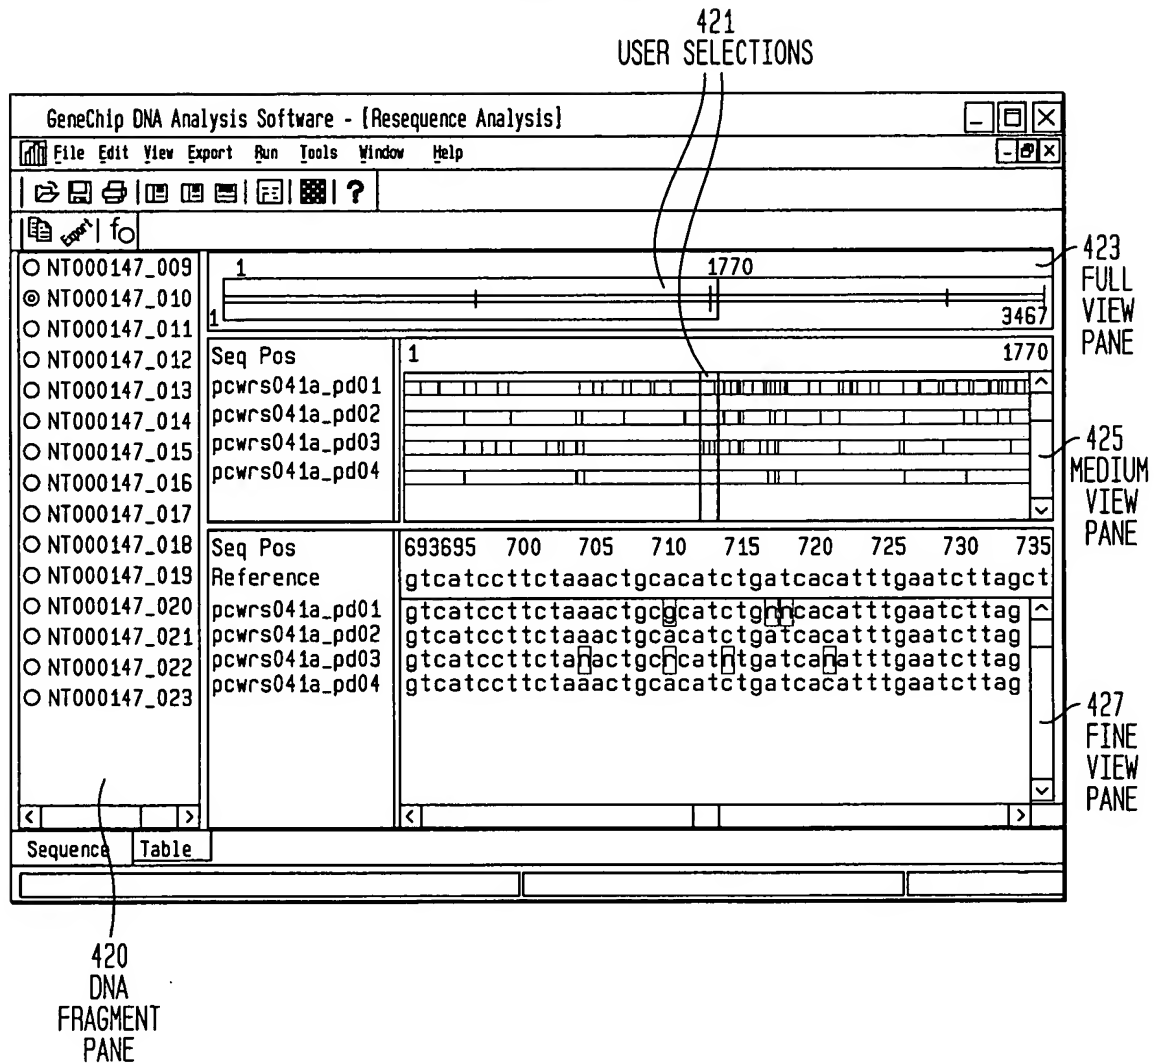 421
USER SELECTIONS
GeneChip DNA Analysis Software - [Resequence Analysis]
File Edit View Export Run Tools Window Help
?
Export f
NT000147_009
NT000147_010
NT000147_011
NT000147_012
NT000147_013
NT000147_014
NT000147_015
NT000147_016
NT000147_017
NT000147_018
NT000147_019
NT000147_020
NT000147_021
NT000147_022
NT000147_023
1 1770
1 3467
Seq Pos 1 1770
pcwrs041a_pd01
pcwrs041a_pd02
pcwrs041a_pd03
pcwrs041a_pd04
Seq Pos 693695 700 705 710 715 720 725 730 735
Reference gtcatccttctaaactgcacatctgatcacatttgaatcttagct
pcwrs041a_pd01 gtcatccttctaaactgcgcatctgnncacatttgaatcttag
pcwrs041a_pd02 gtcatccttctaaactgcacatctgatcacatttgaatcttag
pcwrs041a_pd03 gtcatccttctanactgcncatntgatcanatttgaatcttag
pcwrs041a_pd04 gtcatccttctaaactgcacatctgatcacatttgaatcttag
Sequence Table
423
FULL
VIEW
PANE
425
MEDIUM
VIEW
PANE
427
FINE
VIEW
PANE
420
DNA
FRAGMENT
PANE